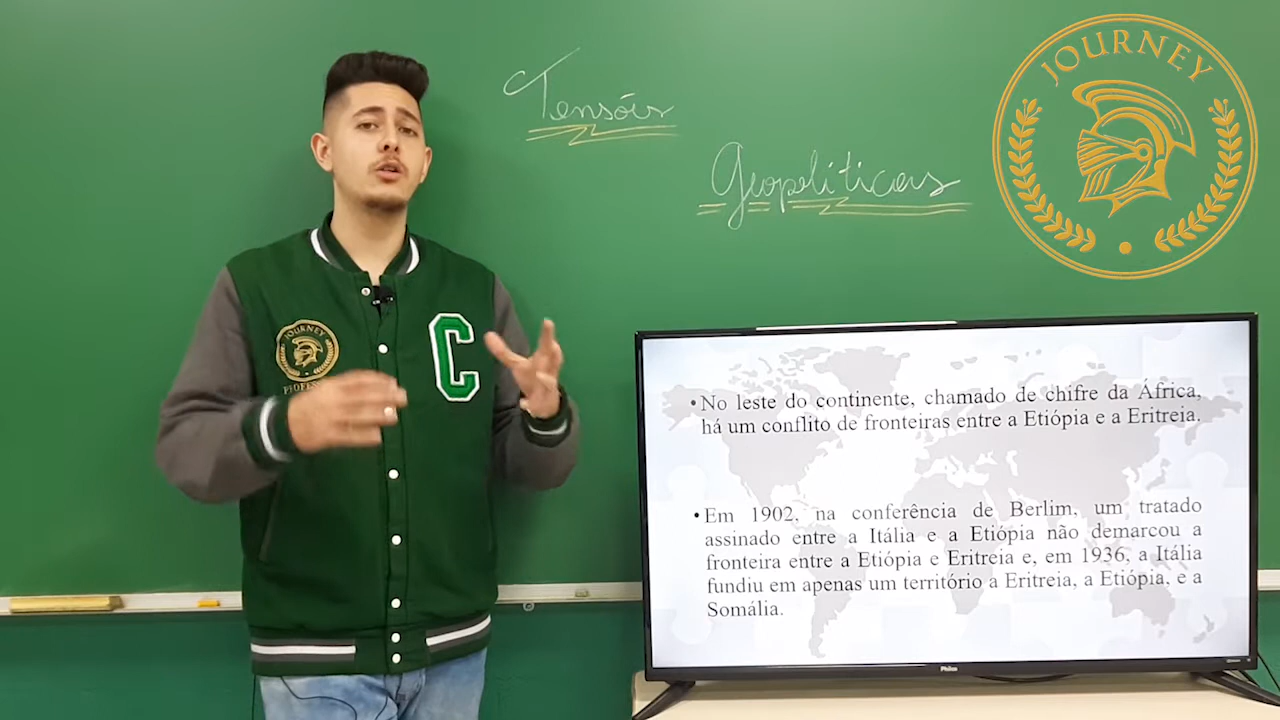 Tensões
Geopolíticas
JOURNEY
JOURNEY
C
• No leste do continente, chamado de chifre da África,
há um conflito de fronteiras entre a Etiópia e a Eritreia.
• Em 1902, na conferência de Berlim, um tratado
assinado entre a Itália e a Etiópia não demarcou a
fronteira entre a Etiópia e Eritreia e, em 1936, a Itália
fundiu em apenas um território a Eritreia, a Etiópia, e a
Somália.
Philco